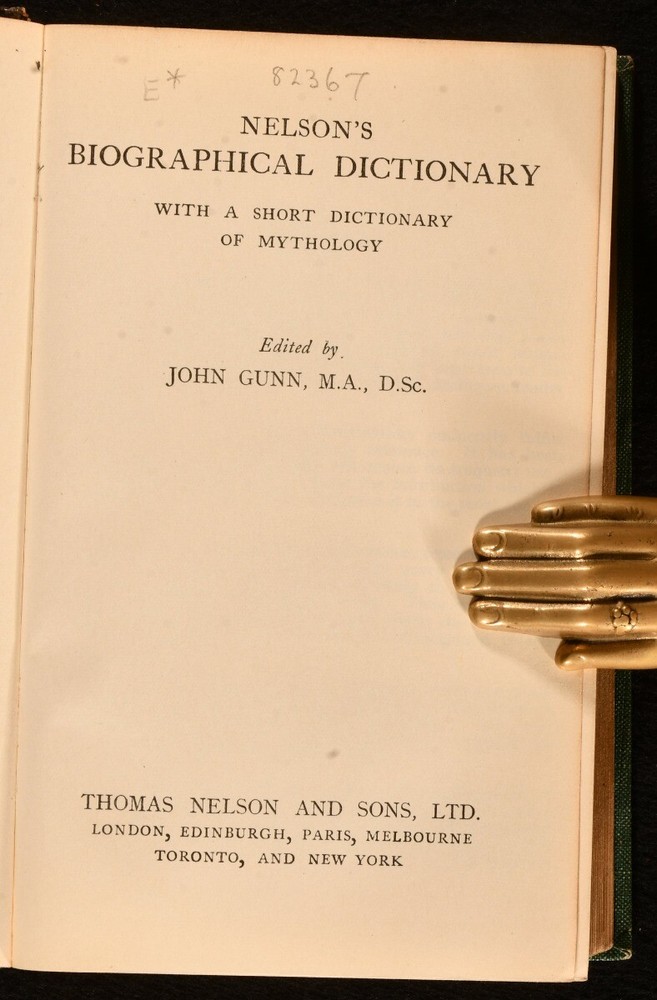 E* 82367
NELSON'S
BIOGRAPHICAL DICTIONARY
WITH A SHORT DICTIONARY
OF MYTHOLOGY
Edited by
JOHN GUNN, M.A., D.Sc.
THOMAS NELSON AND SONS, LTD.
LONDON, EDINBURGH, PARIS, MELBOURNE
TORONTO, AND NEW YORK